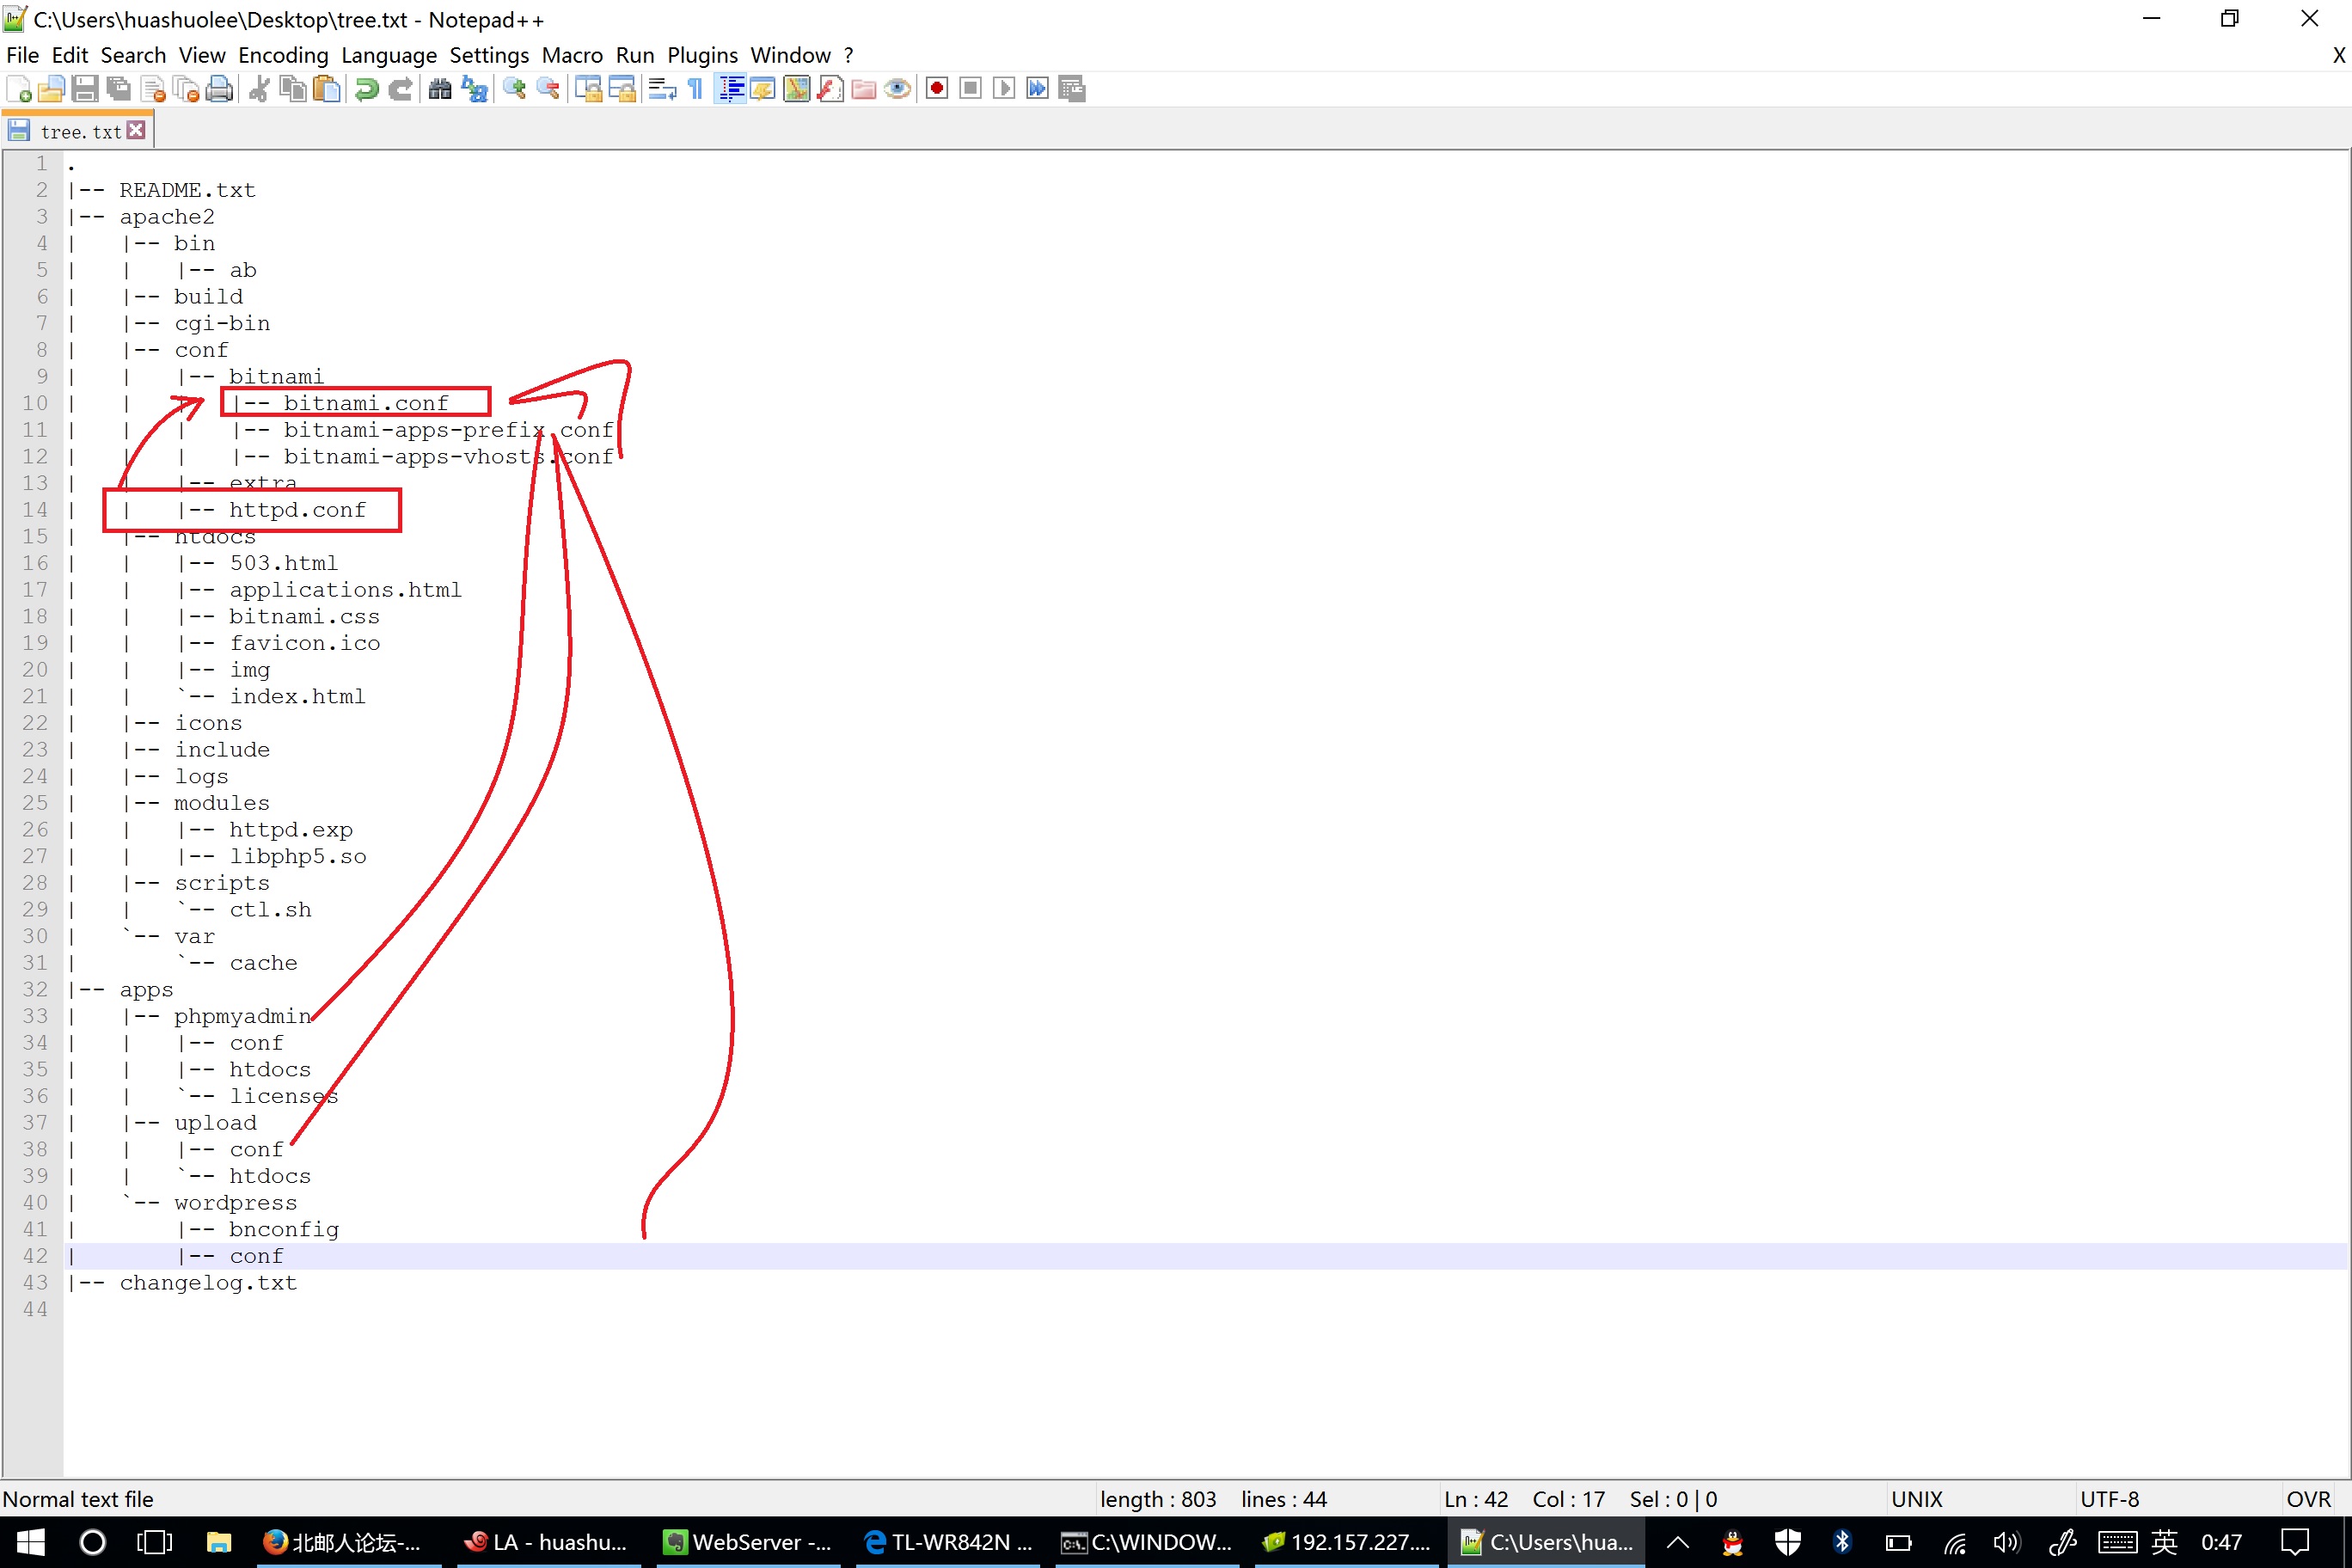 C:\Users\huashuolee\Desktop\tree.txt - Notepad++
File Edit Search View Encoding Language Settings Macro Run Plugins Window ? X
tree.txt
1 .
2 |-- README.txt
3 |-- apache2
4 |   |-- bin
5 |   |   |-- ab
6 |   |-- build
7 |   |-- cgi-bin
8 |   |-- conf
9 |   |   |-- bitnami
10 |   |   |   |-- bitnami.conf
11 |   |   |   |-- bitnami-apps-prefix.conf
12 |   |   |   |-- bitnami-apps-vhosts.conf
13 |   |   |-- extra
14 |   |   |-- httpd.conf
15 |   |-- htdocs
16 |   |   |-- 503.html
17 |   |   |-- applications.html
18 |   |   |-- bitnami.css
19 |   |   |-- favicon.ico
20 |   |   |-- img
21 |   |   `-- index.html
22 |   |-- icons
23 |   |-- include
24 |   |-- logs
25 |   |-- modules
26 |   |   |-- httpd.exp
27 |   |   |-- libphp5.so
28 |   |-- scripts
29 |   |   `-- ctl.sh
30 |   `-- var
31 |       `-- cache
32 |-- apps
33 |   |-- phpmyadmin
34 |   |   |-- conf
35 |   |   |-- htdocs
36 |   |   `-- licenses
37 |   |-- upload
38 |   |   |-- conf
39 |   |   `-- htdocs
40 |   `-- wordpress
41 |       |-- bnconfig
42 |       |-- conf
43 |-- changelog.txt
44
Normal text file length : 803 lines : 44 Ln : 42 Col : 17 Sel : 0 | 0 UNIX UTF-8 OVR
北邮人论坛-... LA - huashu... WebServer -... TL-WR842N ... C:\WINDOW... 192.157.227.... C:\Users\hua... 英 0:47